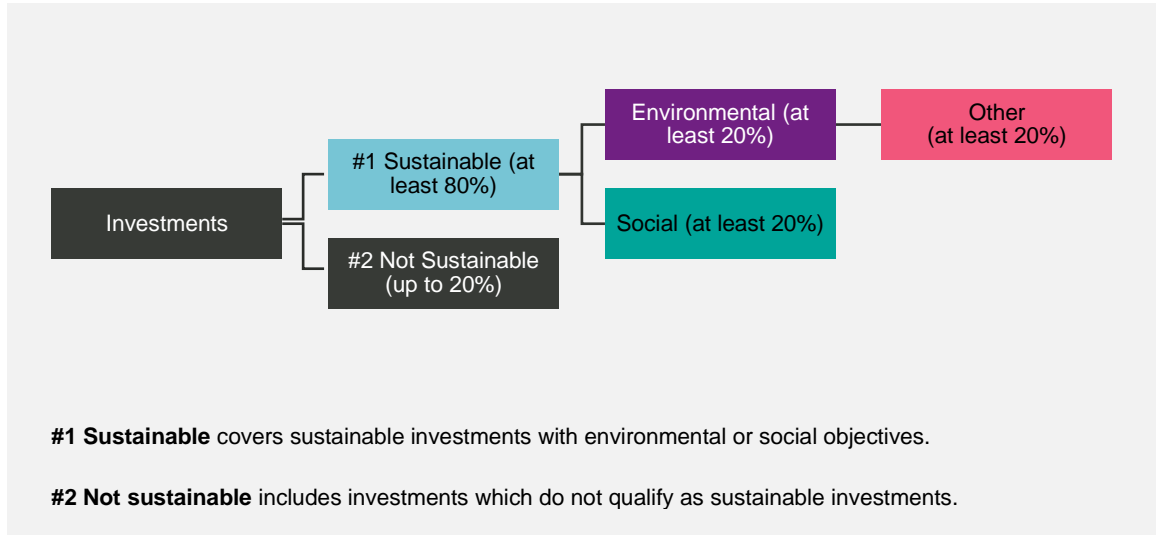 Investments
#1 Sustainable (at
least 80%)
#2 Not Sustainable
(up to 20%)
Environmental (at
least 20%)
Social (at least 20%)
Other
(at least 20%)
#1 Sustainable covers sustainable investments with environmental or social objectives.
#2 Not sustainable includes investments which do not qualify as sustainable investments.